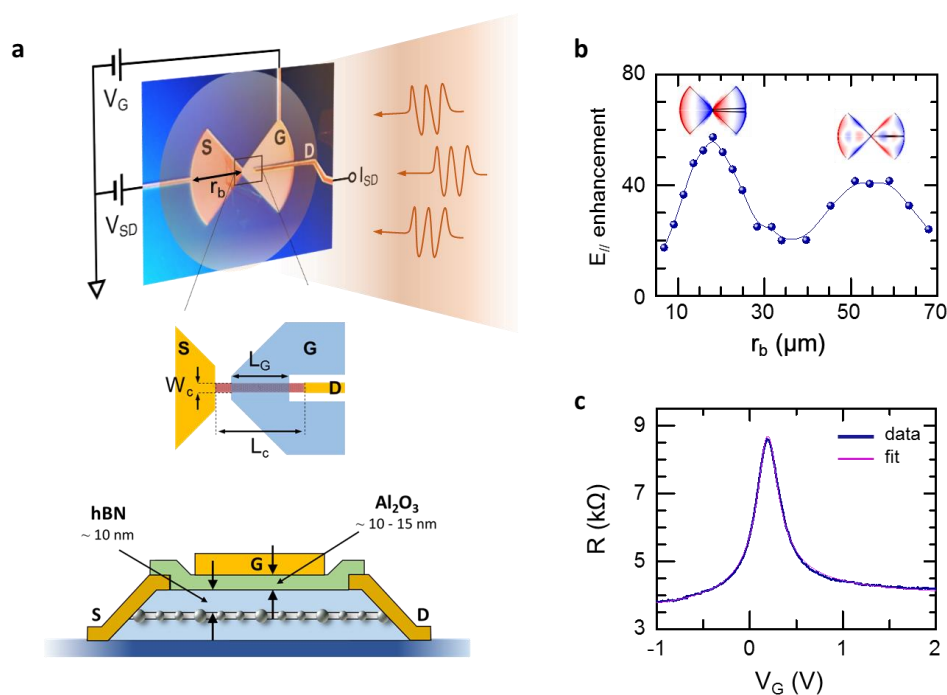 a
V_G
S
G
D
r_b
I_SD
V_SD
S
G
L_G
W_c
D
L_c
hBN
~ 10 nm
Al₂O₃
~ 10 - 15 nm
G
S
D
b
80
40
0
E_// enhancement
10
30
50
70
r_b (µm)
c
9
7
5
3
R (kΩ)
data
fit
-1
0
1
2
V_G (V)